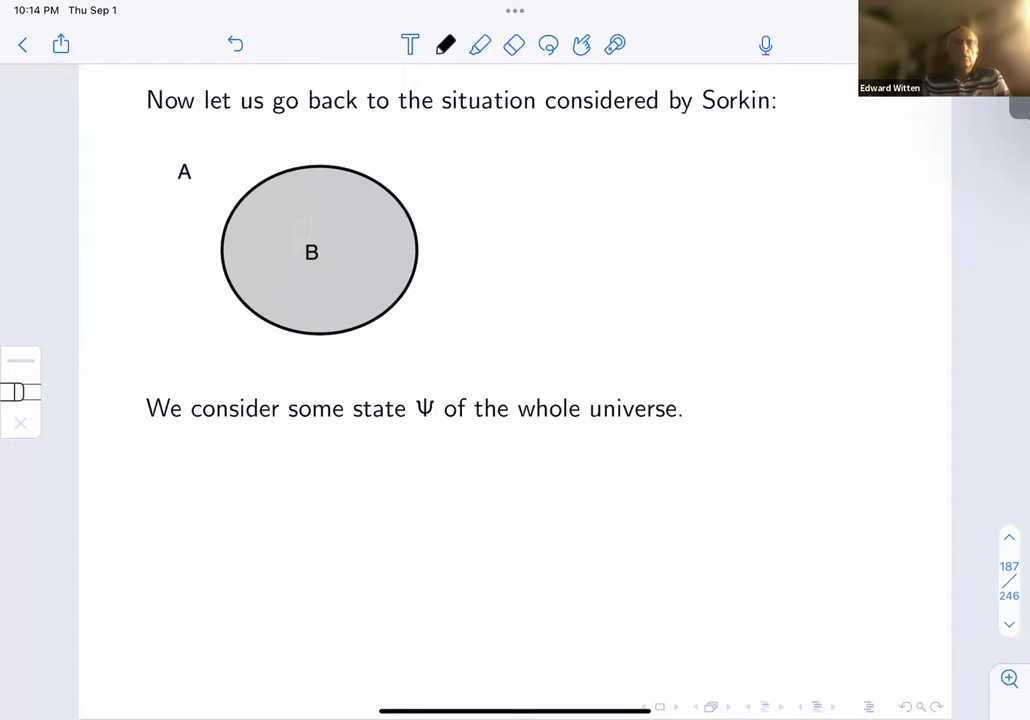 10:14 PM Thu Sep 1
Edward Witten
Now let us go back to the situation considered by Sorkin:
A
B
We consider some state Ψ of the whole universe.
187
246